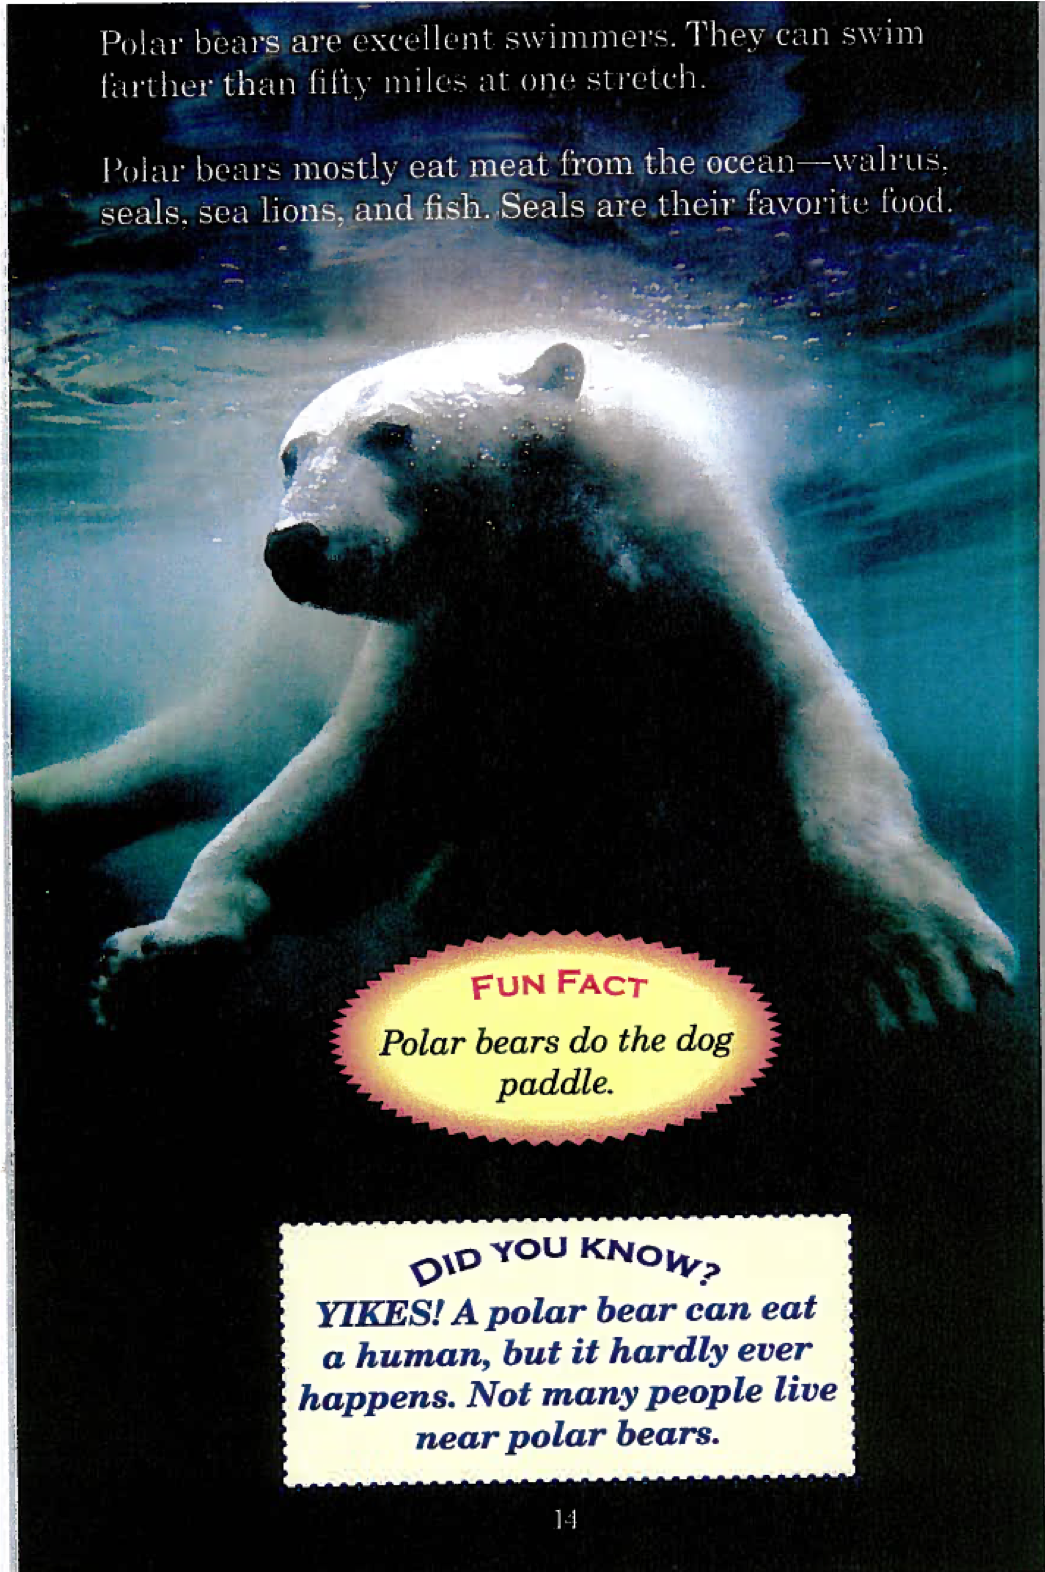 Polar bears are excellent swimmers. They can swim
farther than fifty miles at one stretch.
Polar bears mostly eat meat from the ocean—walrus,
seals, sea lions, and fish. Seals are their favorite food.
FUN FACT
Polar bears do the dog
paddle.
DID YOU KNOW?
YIKES! A polar bear can eat
a human, but it hardly ever
happens. Not many people live
near polar bears.
14